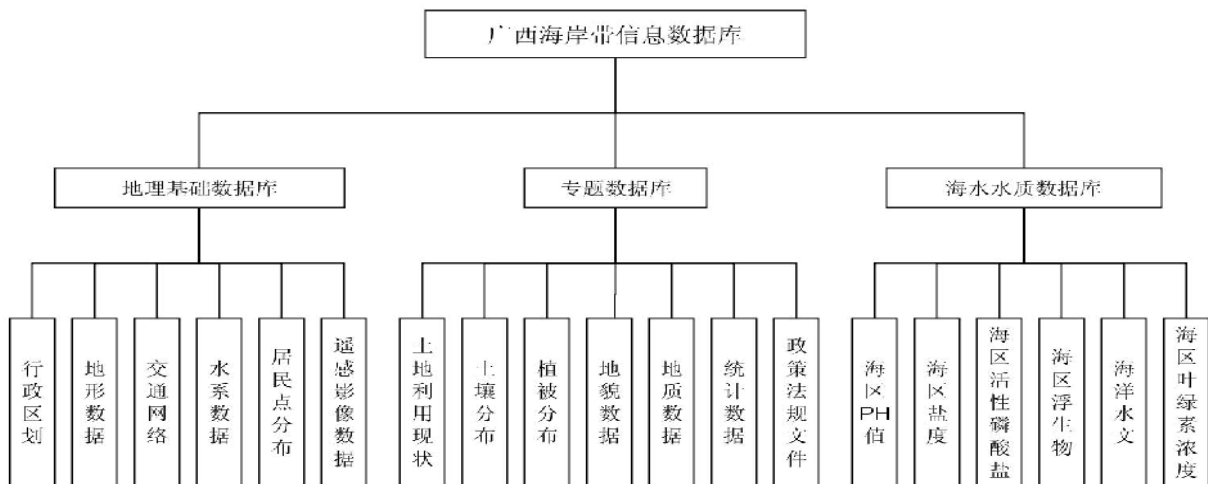 广西海岸带信息数据库
地理基础数据库
专题数据库
海水水质数据库
行政区划
地形数据
交通网络
水系数据
居民点分布
遥感影像数据
土地利用现状
土壤分布
植被分布
地貌数据
地质数据
统计数据
政策法规文件
海区PH值
海区盐度
海区活性磷酸盐
海区浮生物
海洋水文
海区叶绿素浓度